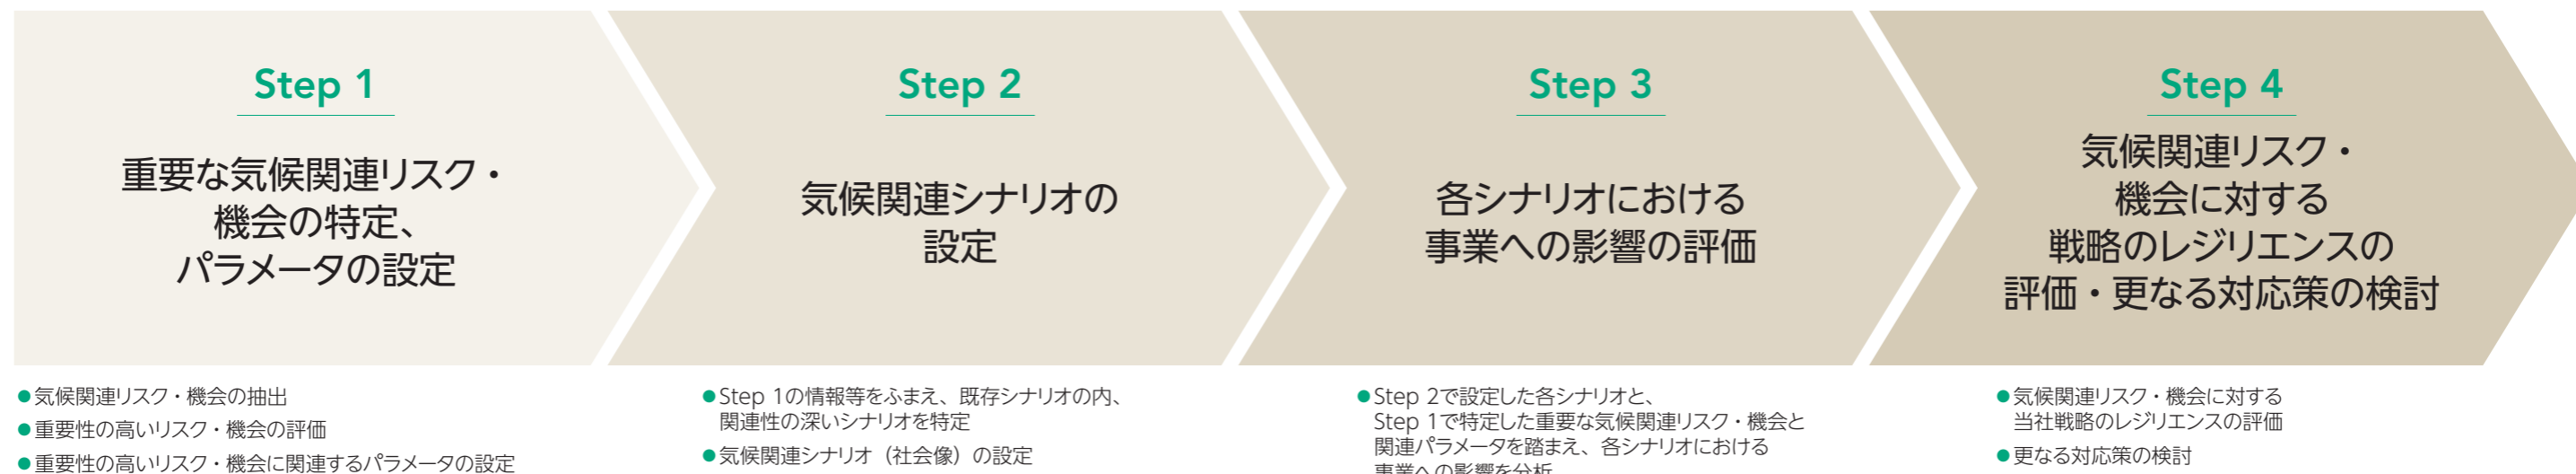 Step 1
重要な気候関連リスク・
機会の特定、
パラメータの設定
●気候関連リスク・機会の抽出
●重要性の高いリスク・機会の評価
●重要性の高いリスク・機会に関連するパラメータの設定
Step 2
気候関連シナリオの
設定
●Step 1の情報等をふまえ、既存シナリオの内、
関連性の深いシナリオを特定
●気候関連シナリオ（社会像）の設定
Step 3
各シナリオにおける
事業への影響の評価
●Step 2で設定した各シナリオと、
Step 1で特定した重要な気候関連リスク・機会と
関連パラメータを踏まえ、各シナリオにおける
事業への影響を分析
Step 4
気候関連リスク・
機会に対する
戦略のレジリエンスの
評価・更なる対応策の検討
●気候関連リスク・機会に対する
当社戦略のレジリエンスの評価
●更なる対応策の検討